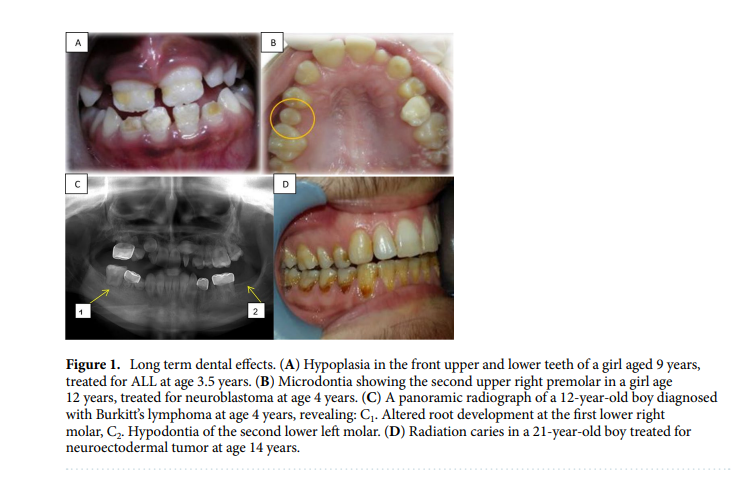 A
B
C
D
1
2
Figure 1. Long term dental effects. (A) Hypoplasia in the front upper and lower teeth of a girl aged 9 years,
treated for ALL at age 3.5 years. (B) Microdontia showing the second upper right premolar in a girl age
12 years, treated for neuroblastoma at age 4 years. (C) A panoramic radiograph of a 12-year-old boy diagnosed
with Burkitt’s lymphoma at age 4 years, revealing: C₁. Altered root development at the first lower right
molar, C₂. Hypodontia of the second lower left molar. (D) Radiation caries in a 21-year-old boy treated for
neuroectodermal tumor at age 14 years.